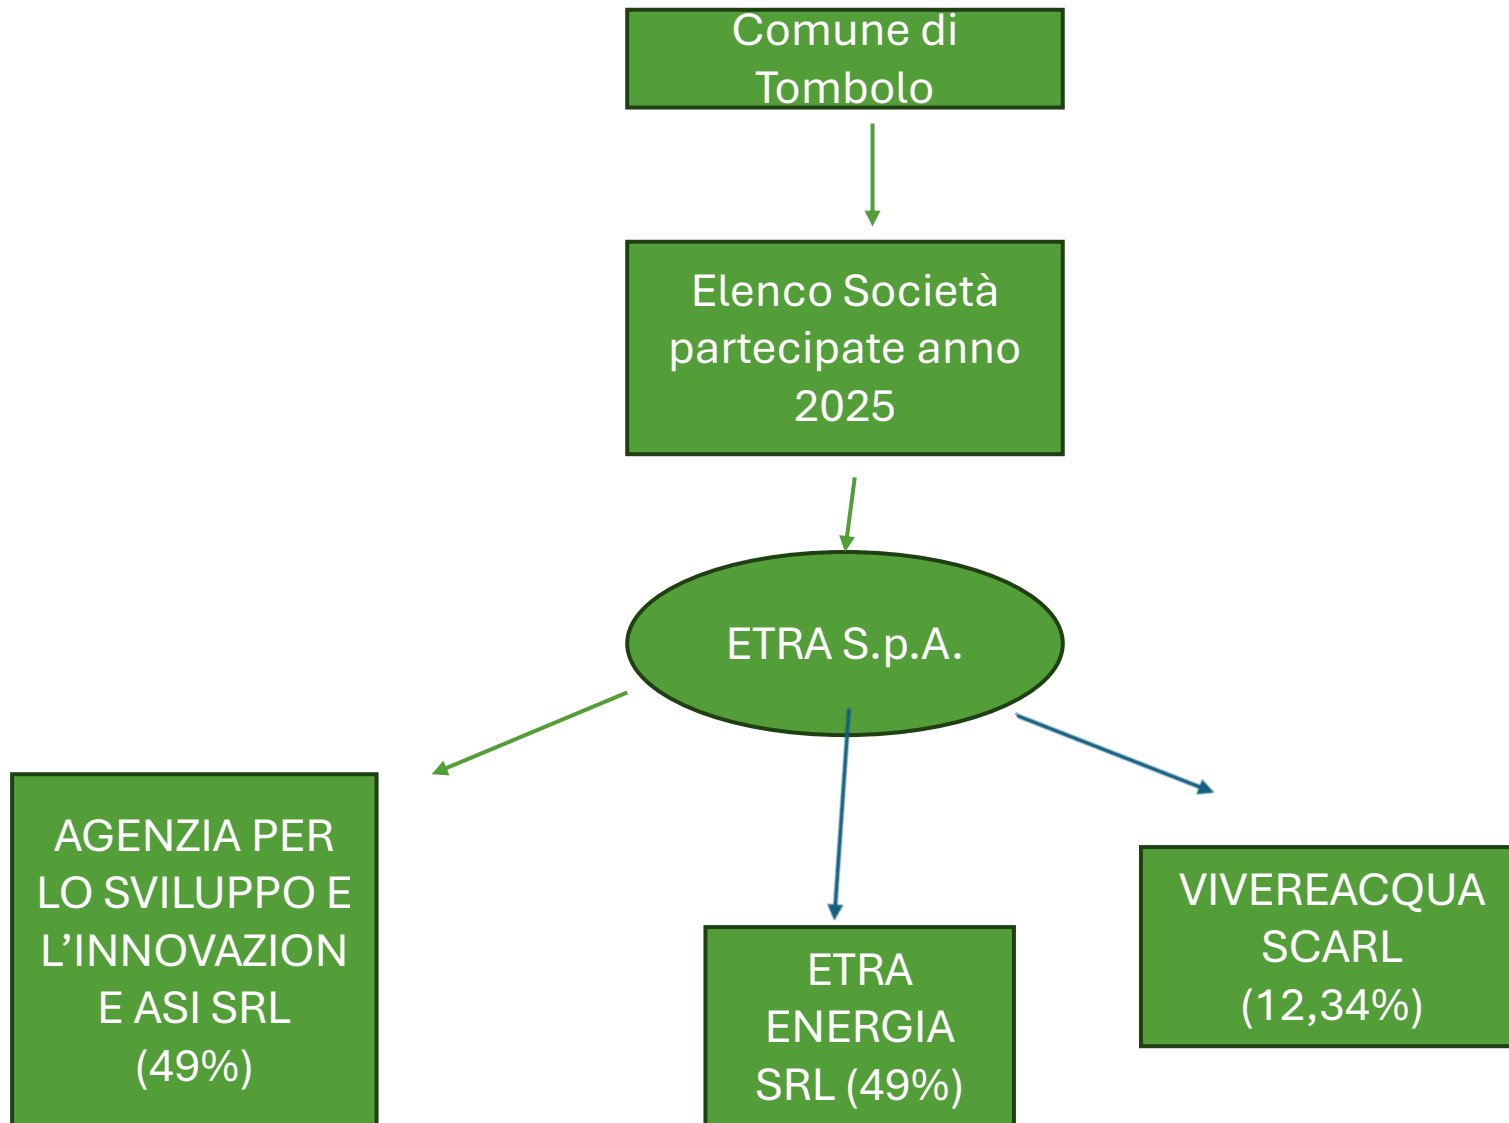 Comune di
Tombolo
Elenco Società
partecipate anno
2025
ETRA S.p.A.
AGENZIA PER
LO SVILUPPO E
L’INNOVAZION
E ASI SRL
(49%)
ETRA
ENERGIA
SRL (49%)
VIVEREACQUA
SCARL
(12,34%)